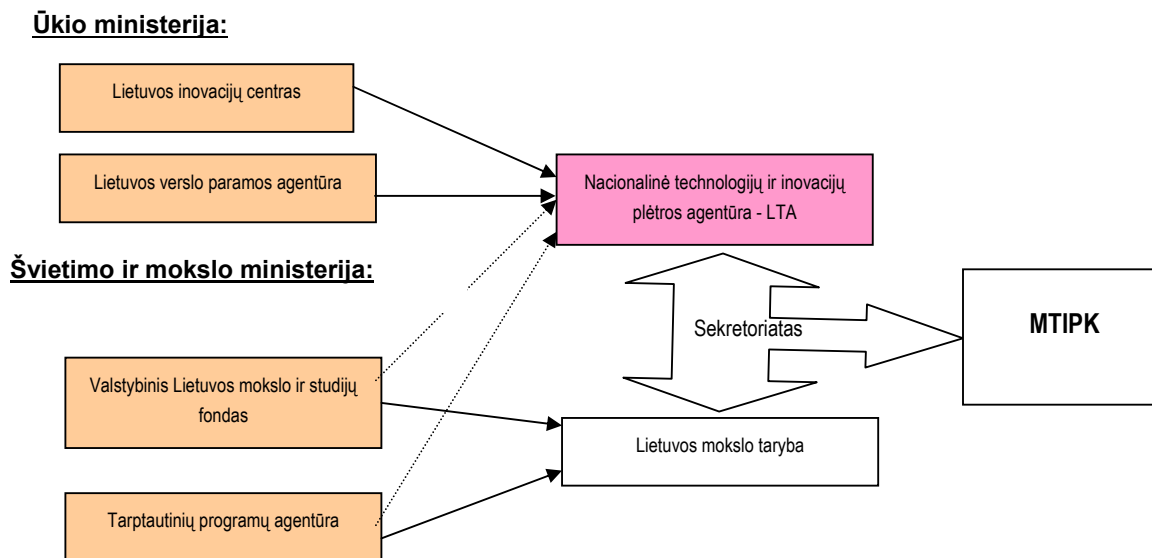 Ūkio ministerija:
Lietuvos inovacijų centras
Lietuvos verslo paramos agentūra
Nacionalinė technologijų ir inovacijų
plėtros agentūra - LTA
Švietimo ir mokslo ministerija:
Sekretoriatas
MTIPK
Valstybinis Lietuvos mokslo ir studijų
fondas
Lietuvos mokslo taryba
Tarptautinių programų agentūra